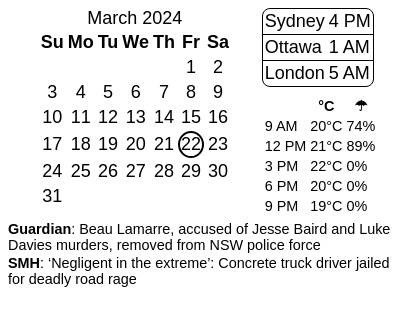 March 2024
Su Mo Tu We Th Fr Sa
1 2
3 4 5 6 7 8 9
10 11 12 13 14 15 16
17 18 19 20 21 22 23
24 25 26 27 28 29 30
31
Sydney 4 PM
Ottawa 1 AM
London 5 AM
°C ☂
9 AM 20°C 74%
12 PM 21°C 89%
3 PM 22°C 0%
6 PM 20°C 0%
9 PM 19°C 0%
Guardian: Beau Lamarre, accused of Jesse Baird and Luke
Davies murders, removed from NSW police force
SMH: ‘Negligent in the extreme’: Concrete truck driver jailed
for deadly road rage